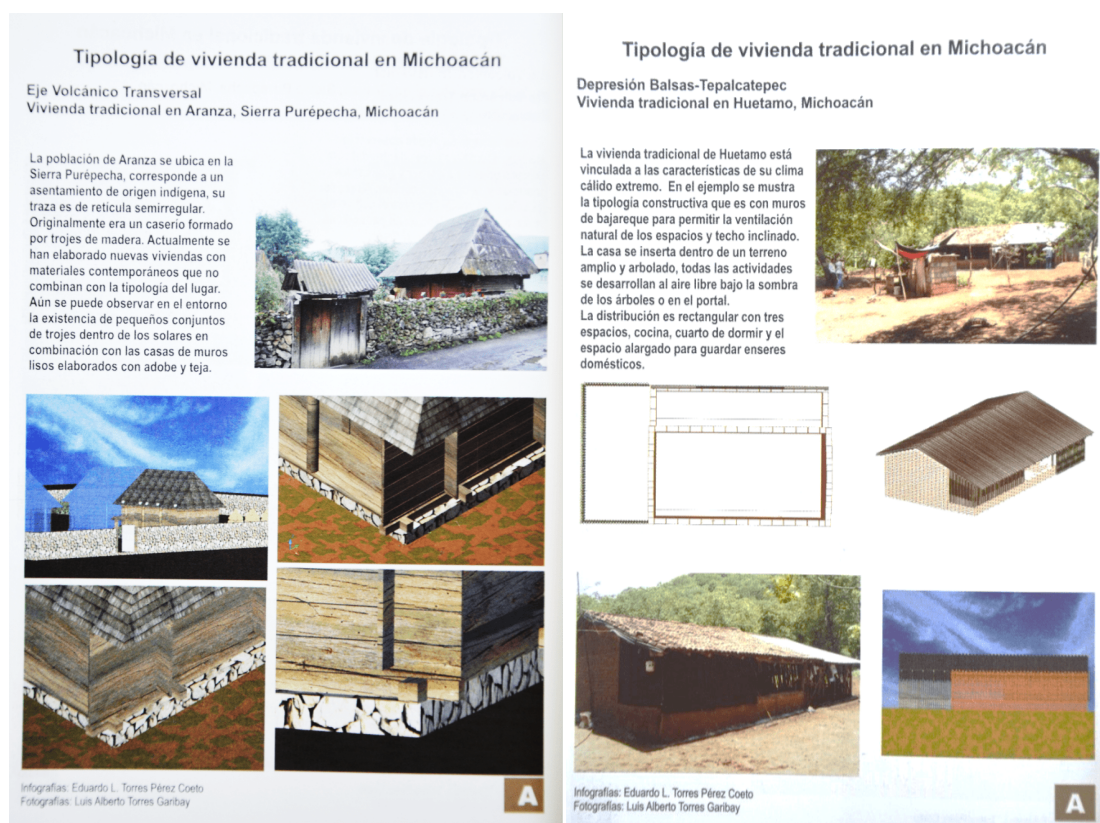 Tipología de vivienda tradicional en Michoacán
Eje Volcánico Transversal
Vivienda tradicional en Aranza, Sierra Purépecha, Michoacán
La población de Aranza se ubica en la
Sierra Purépecha, corresponde a un
asentamiento de origen indígena, su
traza es de retícula semirregular.
Originalmente era un caserio formado
por trojes de madera. Actualmente se
han elaborado nuevas viviendas con
materiales contemporáneos que no
combinan con la tipología del lugar.
Aún se puede observar en el entorno
la existencia de pequeños conjuntos
de trojes dentro de los solares en
combinación con las casas de muros
lisos elaborados con adobe y teja.
Infografías: Eduardo L. Torres Pérez Coeto
Fotografías: Luis Alberto Torres Garibay
A
Tipología de vivienda tradicional en Michoacán
Depresión Balsas-Tepalcatepec
Vivienda tradicional en Huetamo, Michoacán
La vivienda tradicional de Huetamo está
vinculada a las características de su clima
cálido extremo. En el ejemplo se mustra
la tipología constructiva que es con muros
de bajareque para permitir la ventilación
natural de los espacios y techo inclinado.
La casa se inserta dentro de un terreno
amplio y arbolado, todas las actividades
se desarrollan al aire libre bajo la sombra
de los árboles o en el portal.
La distribución es rectangular con tres
espacios, cocina, cuarto de dormir y el
espacio alargado para guardar enseres
domésticos.
Infografías: Eduardo L. Torres Pérez Coeto
Fotografías: Luis Alberto Torres Garibay
A